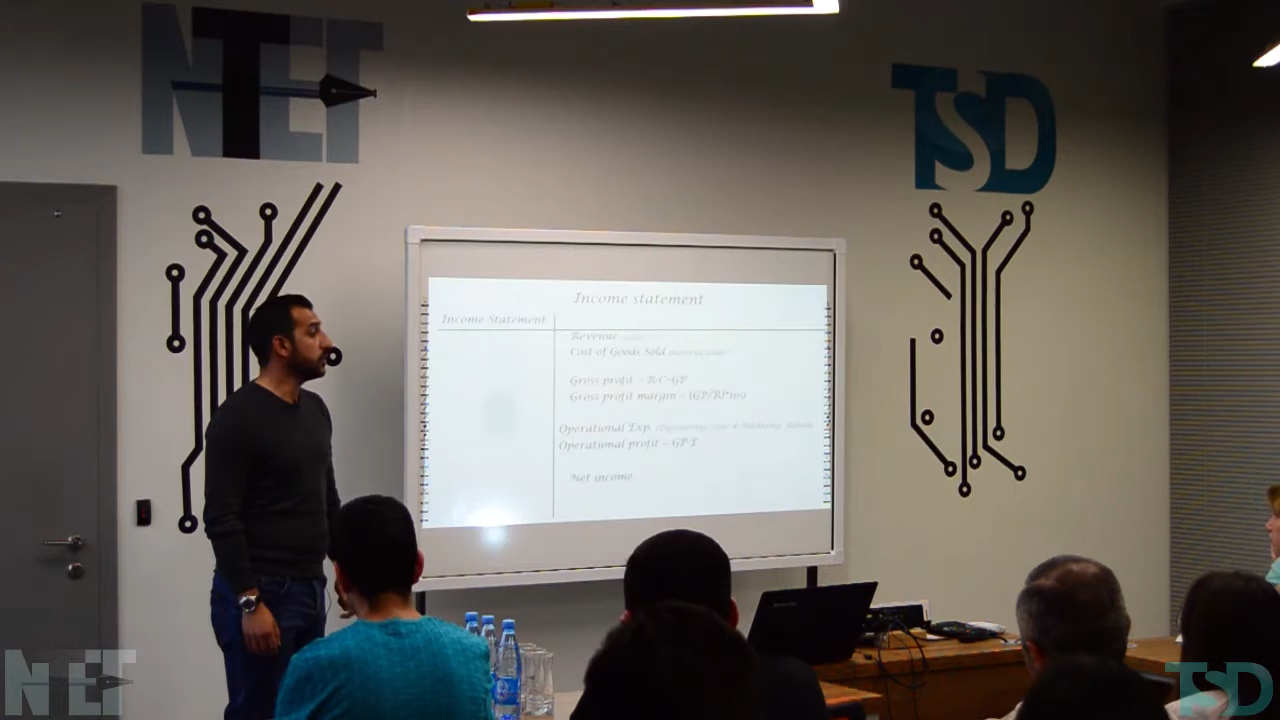 NTET
TSD
Income statement
Income Statement
Revenue
Cost of Goods Sold
Gross profit = R-C=GP
Gross profit margin = (GP/R)*100
Operational Exp.
Operational profit = GP-E
Net income
NTET
TSD